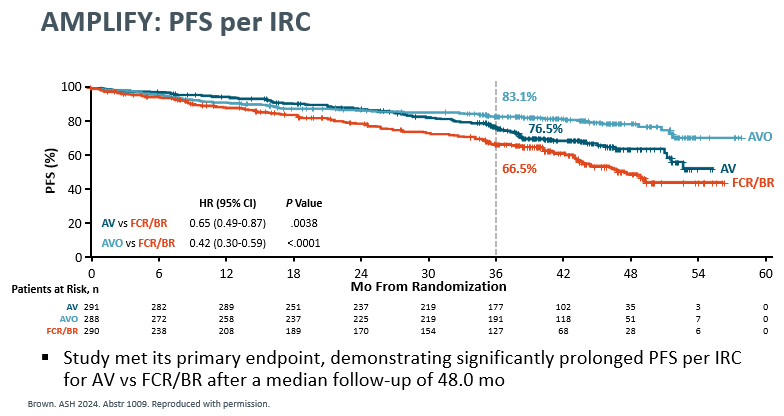 AMPLIFY: PFS per IRC
PFS (%)
100
80
60
40
20
0
83.1%
76.5%
66.5%
AVO
AV
FCR/BR
HR (95% CI) P Value
AV vs FCR/BR 0.65 (0.49-0.87) .0038
AVO vs FCR/BR 0.42 (0.30-0.59) <.0001
0 6 12 18 24 30 36 42 48 54 60
Mo From Randomization
Patients at Risk, n
AV 291 282 289 251 237 219 177 102 35 3 0
AVO 288 272 258 237 225 219 191 118 51 7 0
FCR/BR 290 238 208 189 170 154 127 68 28 6 0
▪ Study met its primary endpoint, demonstrating significantly prolonged PFS per IRC
for AV vs FCR/BR after a median follow-up of 48.0 mo
Brown. ASH 2024. Abstr 1009. Reproduced with permission.